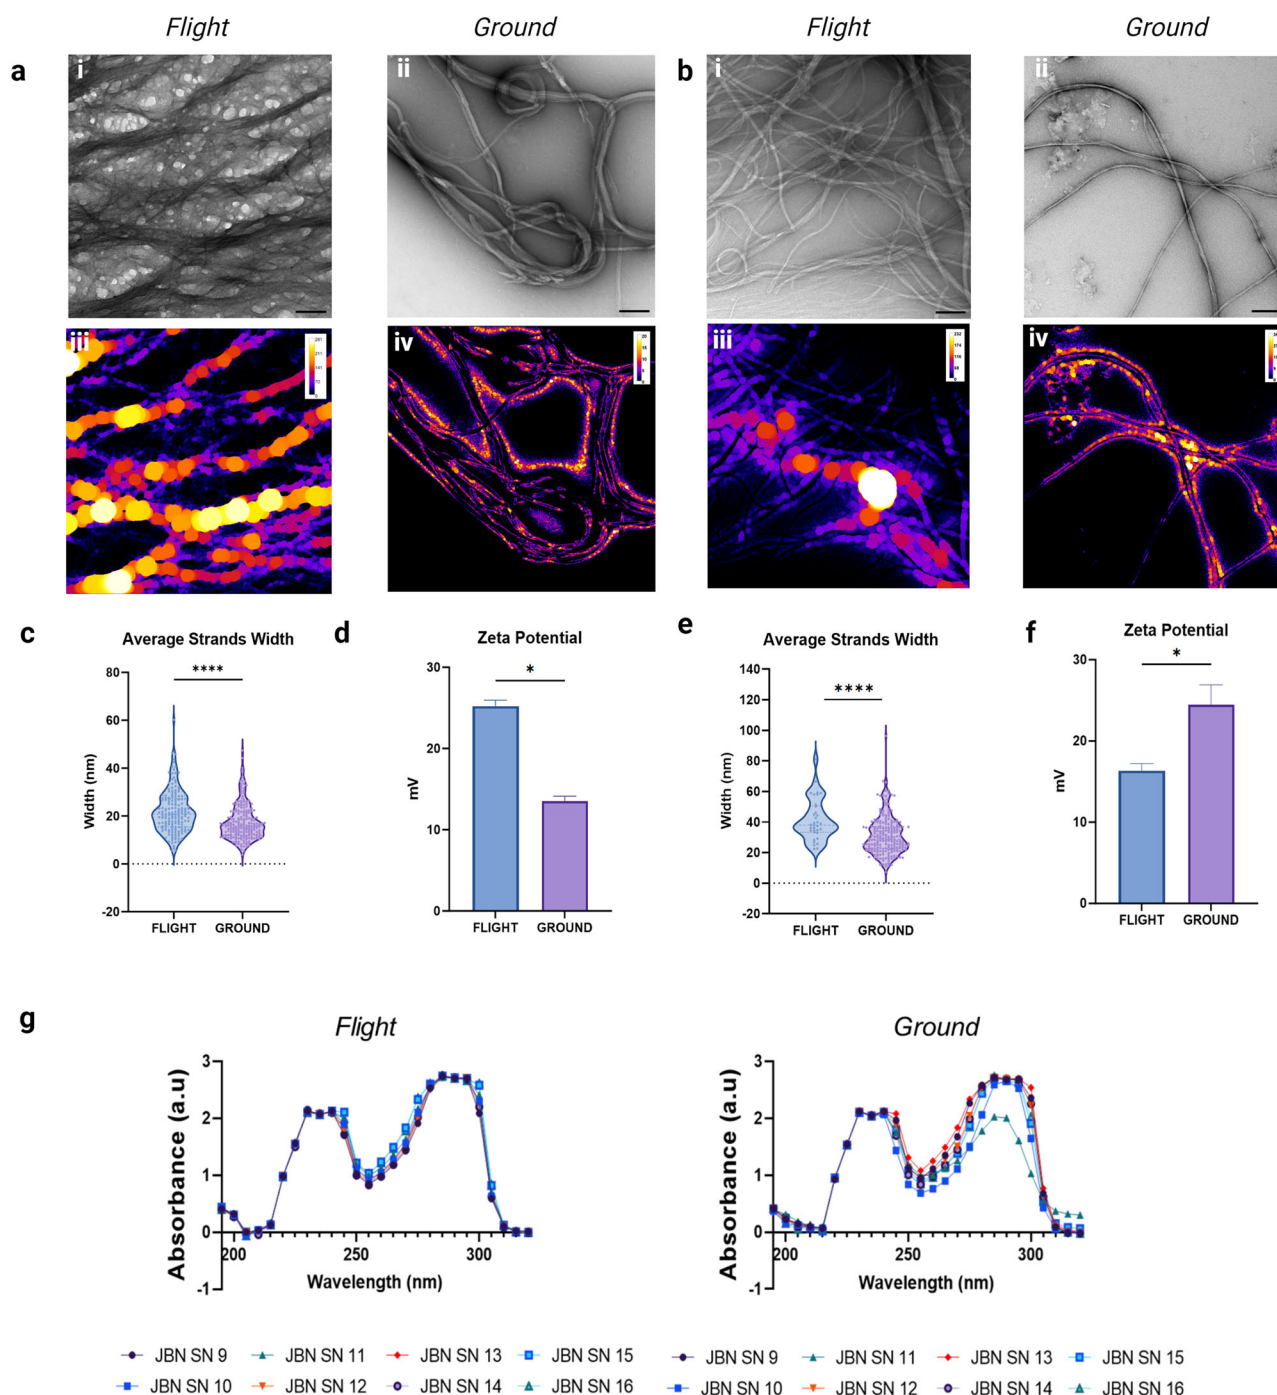 Flight Ground Flight Ground
a i ii b i ii
iii iv iii iv
c Average Strands Width
****
80
60
40
20
0
-20
Width (nm)
FLIGHT GROUND
d Zeta Potential
*
30
20
10
0
mV
FLIGHT GROUND
e Average Strands Width
****
140
120
100
80
60
40
20
0
-20
Width (nm)
FLIGHT GROUND
f Zeta Potential
*
30
20
10
0
mV
FLIGHT GROUND
g
Flight
Absorbance (a.u)
3
2
1
0
-1
200 250 300
Wavelength (nm)
Ground
Absorbance (a.u)
3
2
1
0
-1
200 250 300
Wavelength (nm)
JBN SN 9 JBN SN 11 JBN SN 13 JBN SN 15
JBN SN 10 JBN SN 12 JBN SN 14 JBN SN 16
JBN SN 9 JBN SN 11 JBN SN 13 JBN SN 15
JBN SN 10 JBN SN 12 JBN SN 14 JBN SN 16